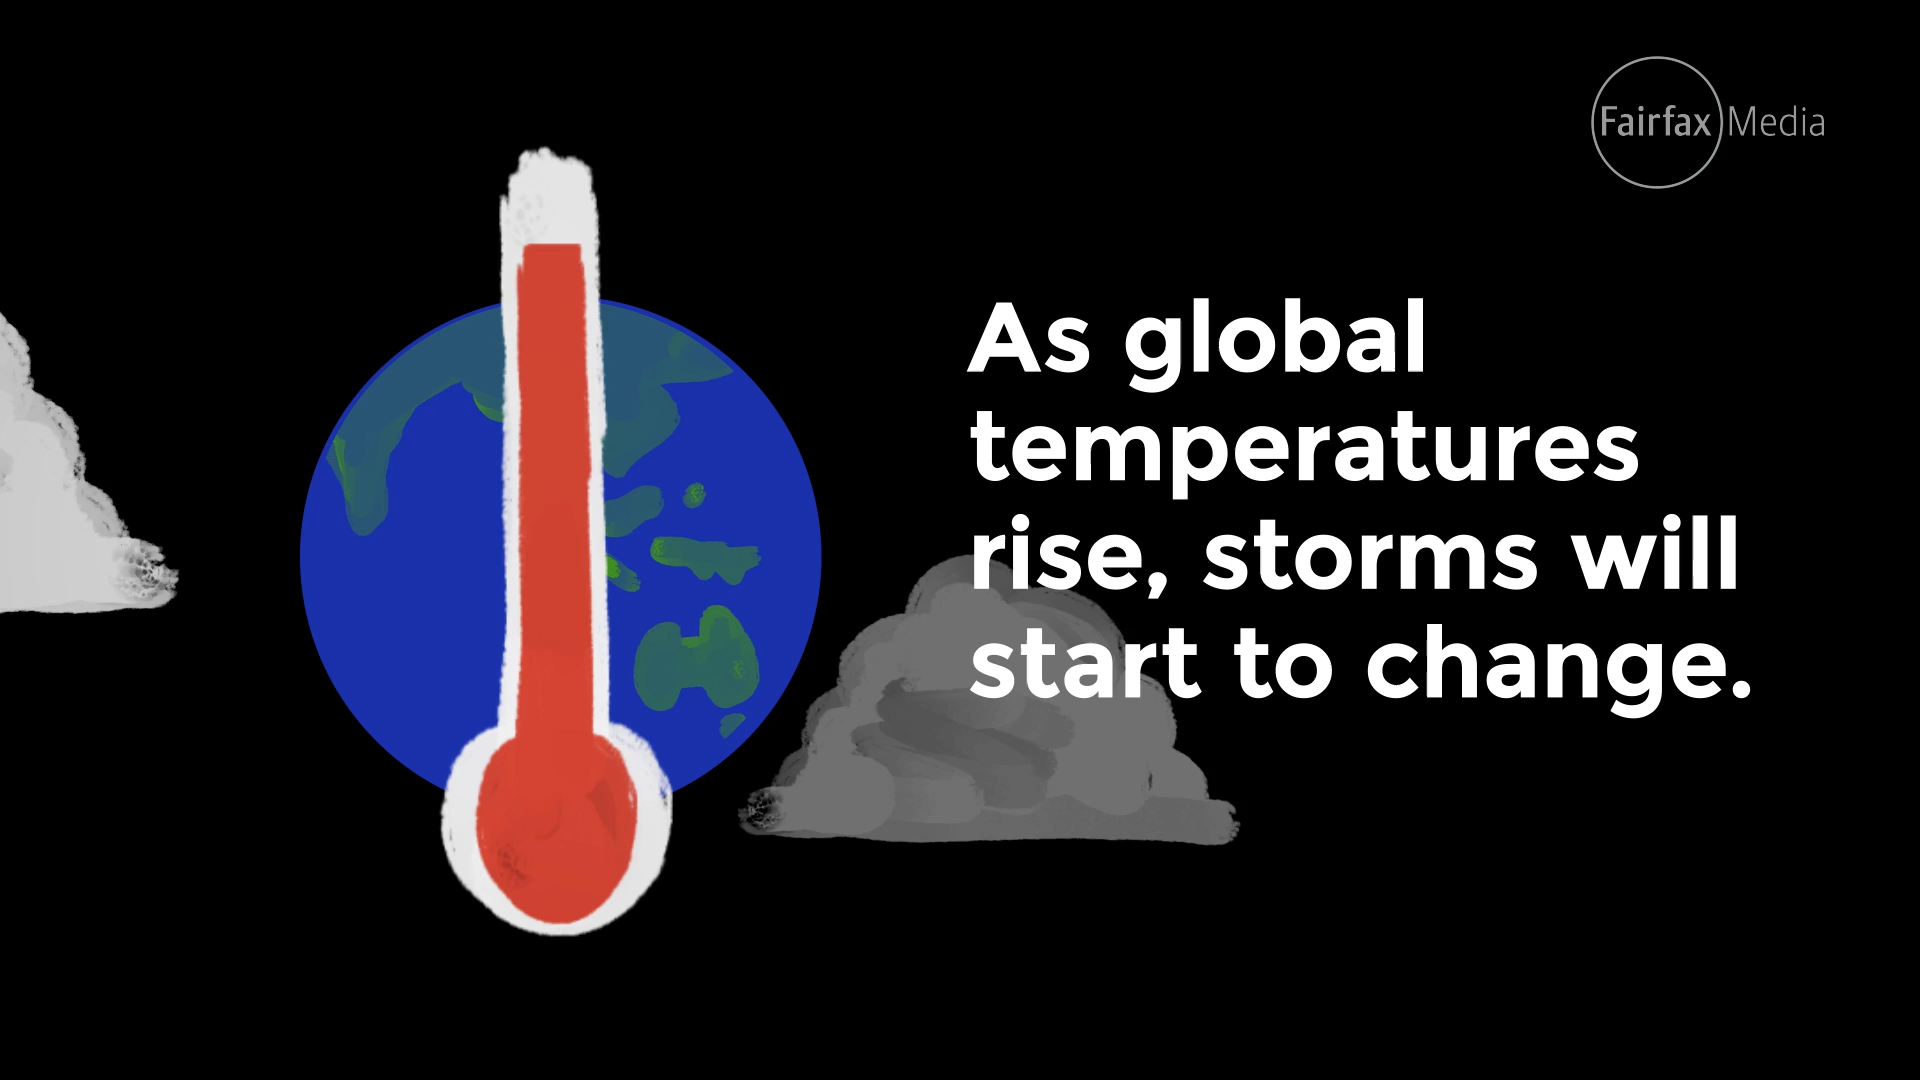 Fairfax Media
As global
temperatures
rise, storms will
start to change.